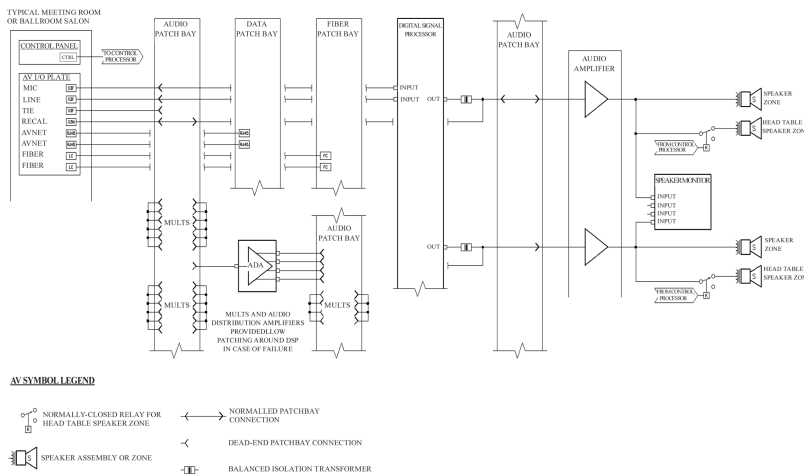 TYPICAL MEETING ROOM
OR BALLROOM SALON
CONTROL PANEL
CTRL
TO CONTROL
PROCESSOR
AV I/O PLATE
MIC
LINE
TIE
RECAL
AVNET
RJ45
AVNET
RJ45
FIBER
LC
FIBER
LC
AUDIO
PATCH BAY
MULTS
MULTS
DATA
PATCH BAY
RJ45
RJ45
FIBER
PATCH BAY
FC
FC
ADA
MULTS AND AUDIO
DISTRIBUTION AMPLIFIERS
PROVIDEDLLOW
PATCHING AROUND DSP
IN CASE OF FAILURE
AUDIO
PATCH BAY
MULTS
DIGITAL SIGNAL
PROCESSOR
INPUT
INPUT
OUT
OUT
AUDIO
PATCH BAY
AUDIO
AMPLIFIER
S
SPEAKER
ZONE
S
HEAD TABLE
SPEAKER ZON
FROM CONTROL
PROCESSOR
R
SPEAKER MONITOR
INPUT
INPUT
INPUT
INPUT
S
SPEAKER
ZONE
S
HEAD TABLE
SPEAKER ZON
FROM CONTROL
PROCESSOR
R
AV SYMBOL LEGEND
R
NORMALLY-CLOSED RELAY FOR
HEAD TABLE SPEAKER ZONE
S
SPEAKER ASSEMBLY OR ZONE
NORMALLED PATCHBAY
CONNECTION
DEAD-END PATCHBAY CONNECTION
BALANCED ISOLATION TRANSFORMER